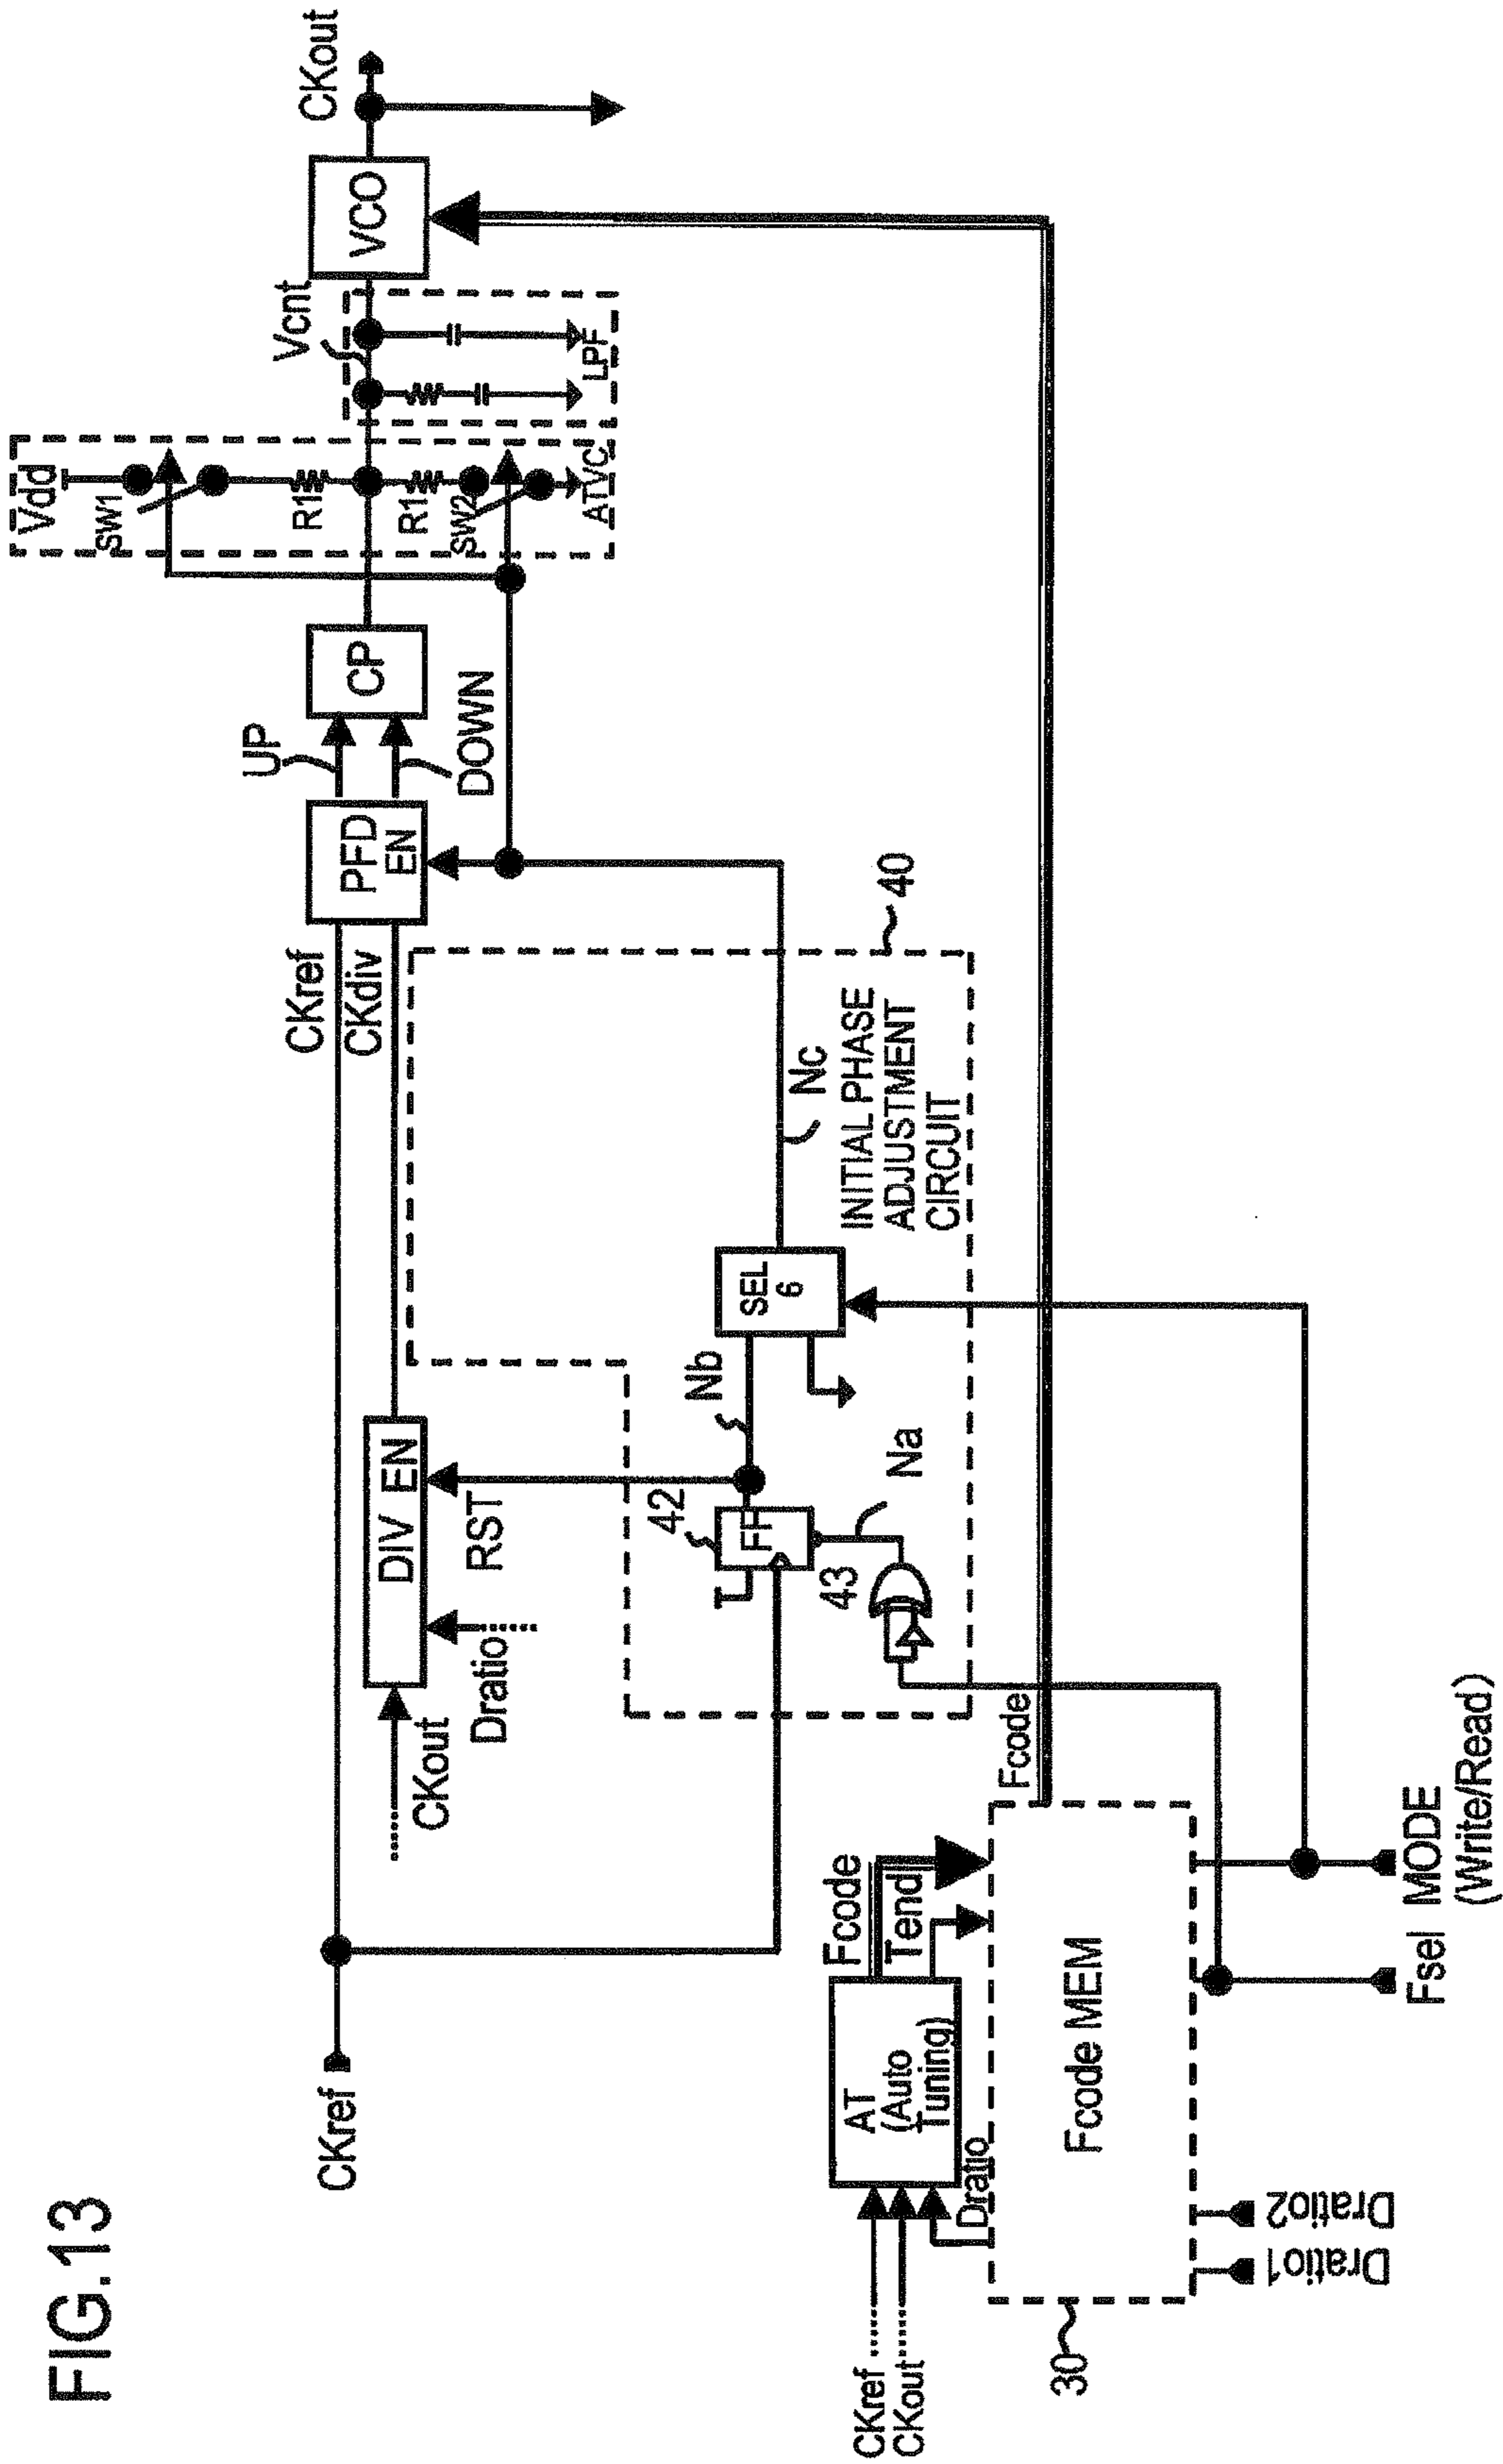 FIG.13
CKref
CKref
CKdiv
UP
DOWN
PFD
EN
CP
Vdd
SW1
R1
R1
SW2
ATVC
Vcnt
LPF
VCO
CKout
CKout
DIV EN
Dratio
RST
42
FF
Nb
43
Na
SEL
6
Nc
INITIAL PHASE
ADJUSTMENT
CIRCUIT
40
CKref
CKout
AT
(Auto
Tuning)
Fcode
Tend
Dratio
Fcode
Fcode MEM
30
Dratio1
Dratio2
Fsel
MODE
(Write/Read)